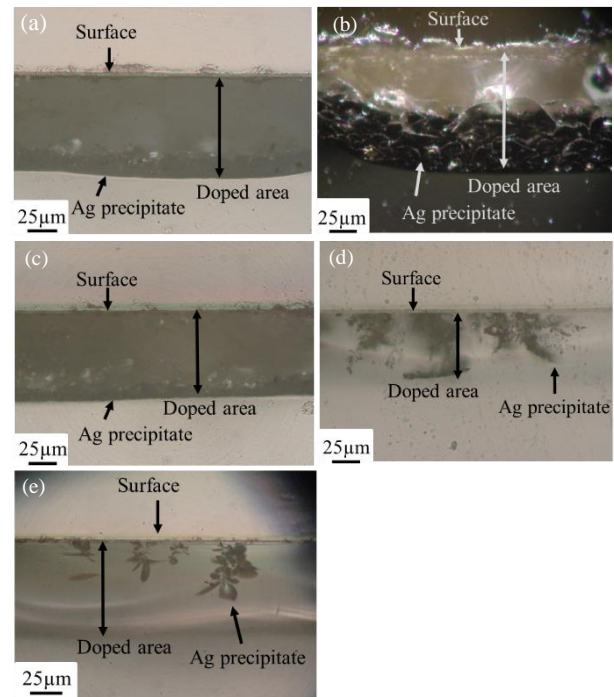 (a)
Surface
Doped area
Ag precipitate
25μm
(b)
Surface
Doped area
Ag precipitate
25μm
(c)
Surface
Doped area
Ag precipitate
25μm
(d)
Surface
Doped area
Ag precipitate
25μm
(e)
Surface
Doped area
Ag precipitate
25μm